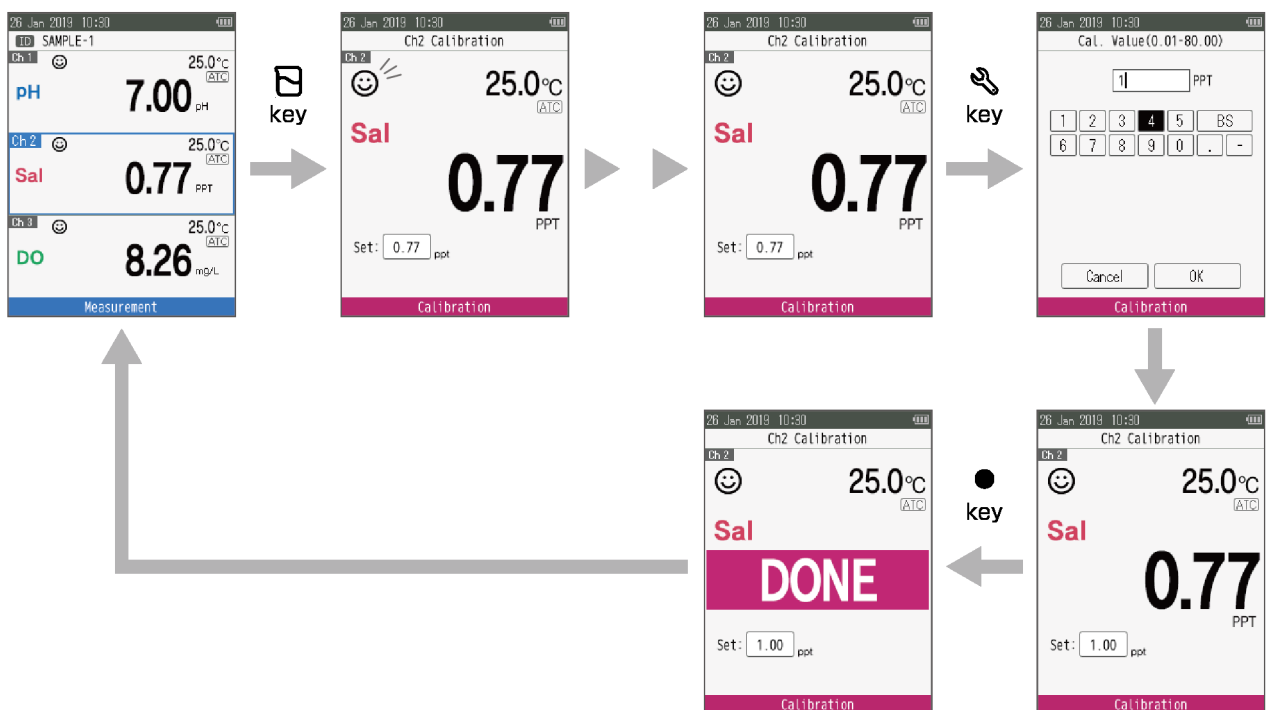 26 Jan 2019 10:30
ID SAMPLE-1
Ch 1 25.0°C
ATC
pH 7.00 pH
Ch 2 25.0°C
ATC
Sal 0.77 PPT
Ch 3 25.0°C
ATC
DO 8.26 mg/L
Measurement
key
26 Jan 2019 10:30
Ch2 Calibration
Ch 2
25.0°C
ATC
Sal
0.77
PPT
Set: 0.77 ppt
Calibration
26 Jan 2019 10:30
Ch2 Calibration
Ch 2
25.0°C
ATC
Sal
0.77
PPT
Set: 0.77 ppt
Calibration
key
26 Jan 2019 10:30
Cal. Value(0.01-80.00)
1 PPT
1 2 3 4 5 BS
6 7 8 9 0 . -
Cancel OK
Calibration
26 Jan 2019 10:30
Ch2 Calibration
Ch 2
25.0°C
ATC
Sal
0.77
PPT
Set: 1.00 ppt
Calibration
key
26 Jan 2019 10:30
Ch2 Calibration
Ch 2
25.0°C
ATC
Sal
DONE
Set: 1.00 ppt
Calibration